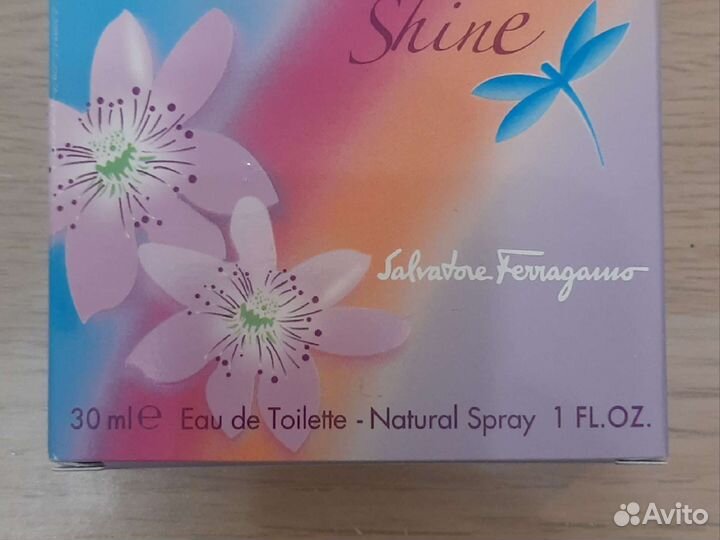 Shine
Salvatore Ferragamo
30 ml ℮ Eau de Toilette - Natural Spray 1 FL.OZ.
Avito